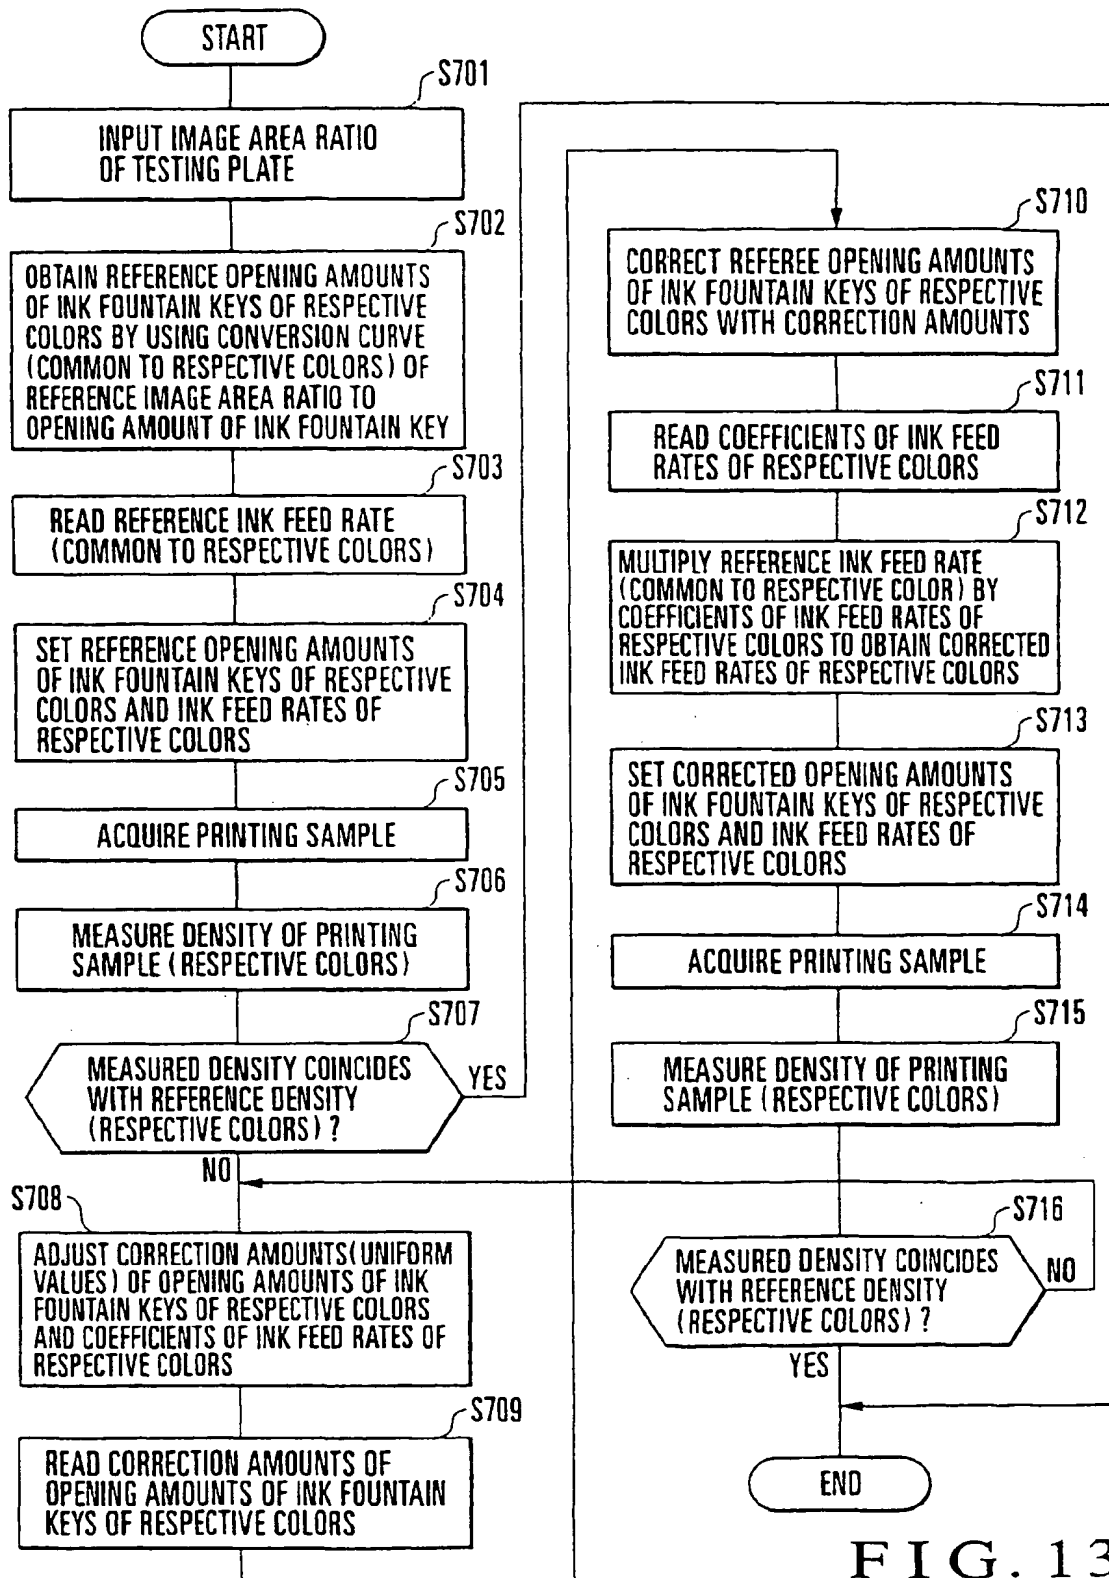 START
S701
INPUT IMAGE AREA RATIO
OF TESTING PLATE
S702
OBTAIN REFERENCE OPENING AMOUNTS
OF INK FOUNTAIN KEYS OF RESPECTIVE
COLORS BY USING CONVERSION CURVE
(COMMON TO RESPECTIVE COLORS) OF
REFERENCE IMAGE AREA RATIO TO
OPENING AMOUNT OF INK FOUNTAIN KEY
S703
READ REFERENCE INK FEED RATE
(COMMON TO RESPECTIVE COLORS)
S704
SET REFERENCE OPENING AMOUNTS
OF INK FOUNTAIN KEYS OF RESPECTIVE
COLORS AND INK FEED RATES OF
RESPECTIVE COLORS
S705
ACQUIRE PRINTING SAMPLE
S706
MEASURE DENSITY OF PRINTING
SAMPLE (RESPECTIVE COLORS)
S707
MEASURED DENSITY COINCIDES
WITH REFERENCE DENSITY
(RESPECTIVE COLORS) ?
YES
NO
S708
ADJUST CORRECTION AMOUNTS(UNIFORM
VALUES) OF OPENING AMOUNTS OF INK
FOUNTAIN KEYS OF RESPECTIVE COLORS
AND COEFFICIENTS OF INK FEED RATES OF
RESPECTIVE COLORS
S709
READ CORRECTION AMOUNTS OF
OPENING AMOUNTS OF INK FOUNTAIN
KEYS OF RESPECTIVE COLORS
S710
CORRECT REFEREE OPENING AMOUNTS
OF INK FOUNTAIN KEYS OF RESPECTIVE
COLORS WITH CORRECTION AMOUNTS
S711
READ COEFFICIENTS OF INK FEED
RATES OF RESPECTIVE COLORS
S712
MULTIPLY REFERENCE INK FEED RATE
(COMMON TO RESPECTIVE COLOR) BY
COEFFICIENTS OF INK FEED RATES OF
RESPECTIVE COLORS TO OBTAIN CORRECTED
INK FEED RATES OF RESPECTIVE COLORS
S713
SET CORRECTED OPENING AMOUNTS
OF INK FOUNTAIN KEYS OF RESPECTIVE
COLORS AND INK FEED RATES OF
RESPECTIVE COLORS
S714
ACQUIRE PRINTING SAMPLE
S715
MEASURE DENSITY OF PRINTING
SAMPLE (RESPECTIVE COLORS)
S716
MEASURED DENSITY COINCIDES
WITH REFERENCE DENSITY
(RESPECTIVE COLORS) ?
NO
YES
END
FIG. 13